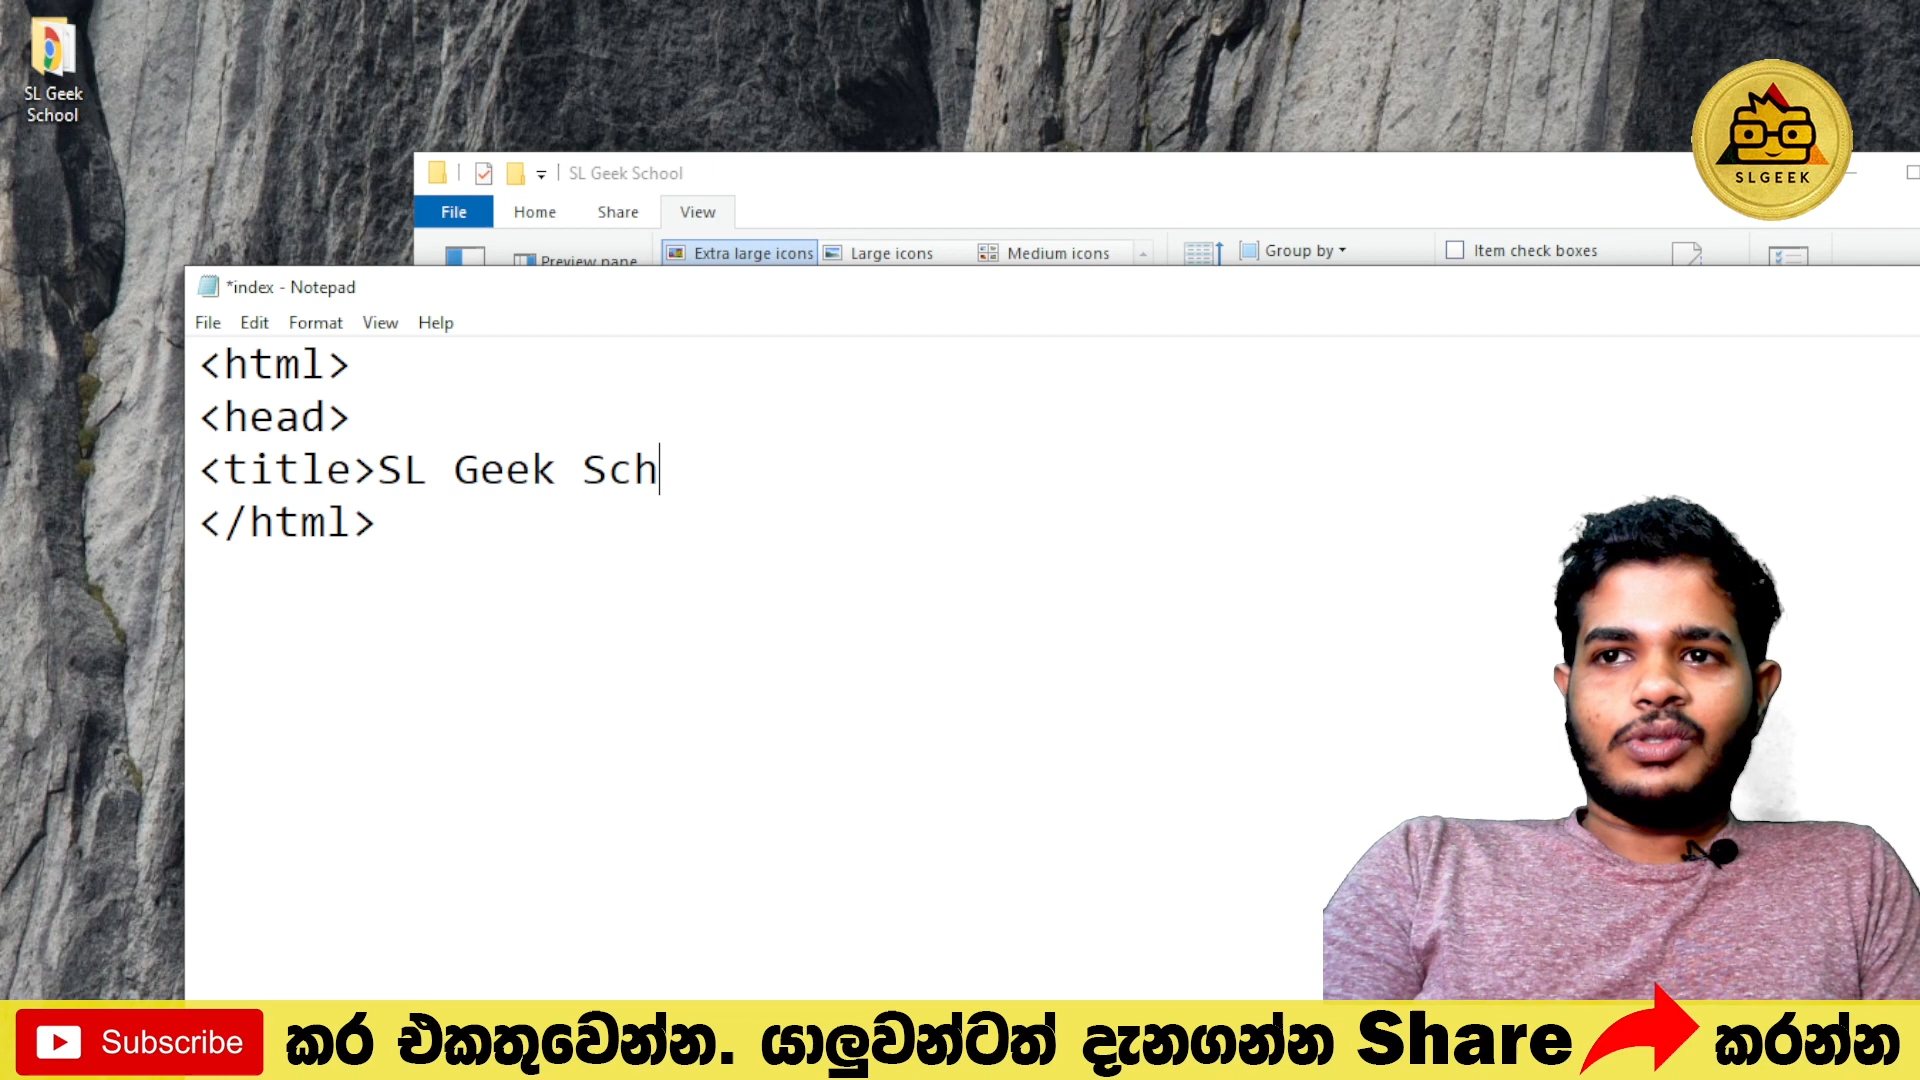 SL Geek
School
SLGEEK
SL Geek School
File Home Share View
Preview pane Extra large icons Large icons Medium icons Group by Item check boxes
*index - Notepad
File Edit Format View Help
<html>
<head>
<title>SL Geek Sch
</html>
Subscribe කර එකතුවෙන්න. යාලුවන්ටත් දැනගන්න Share කරන්න